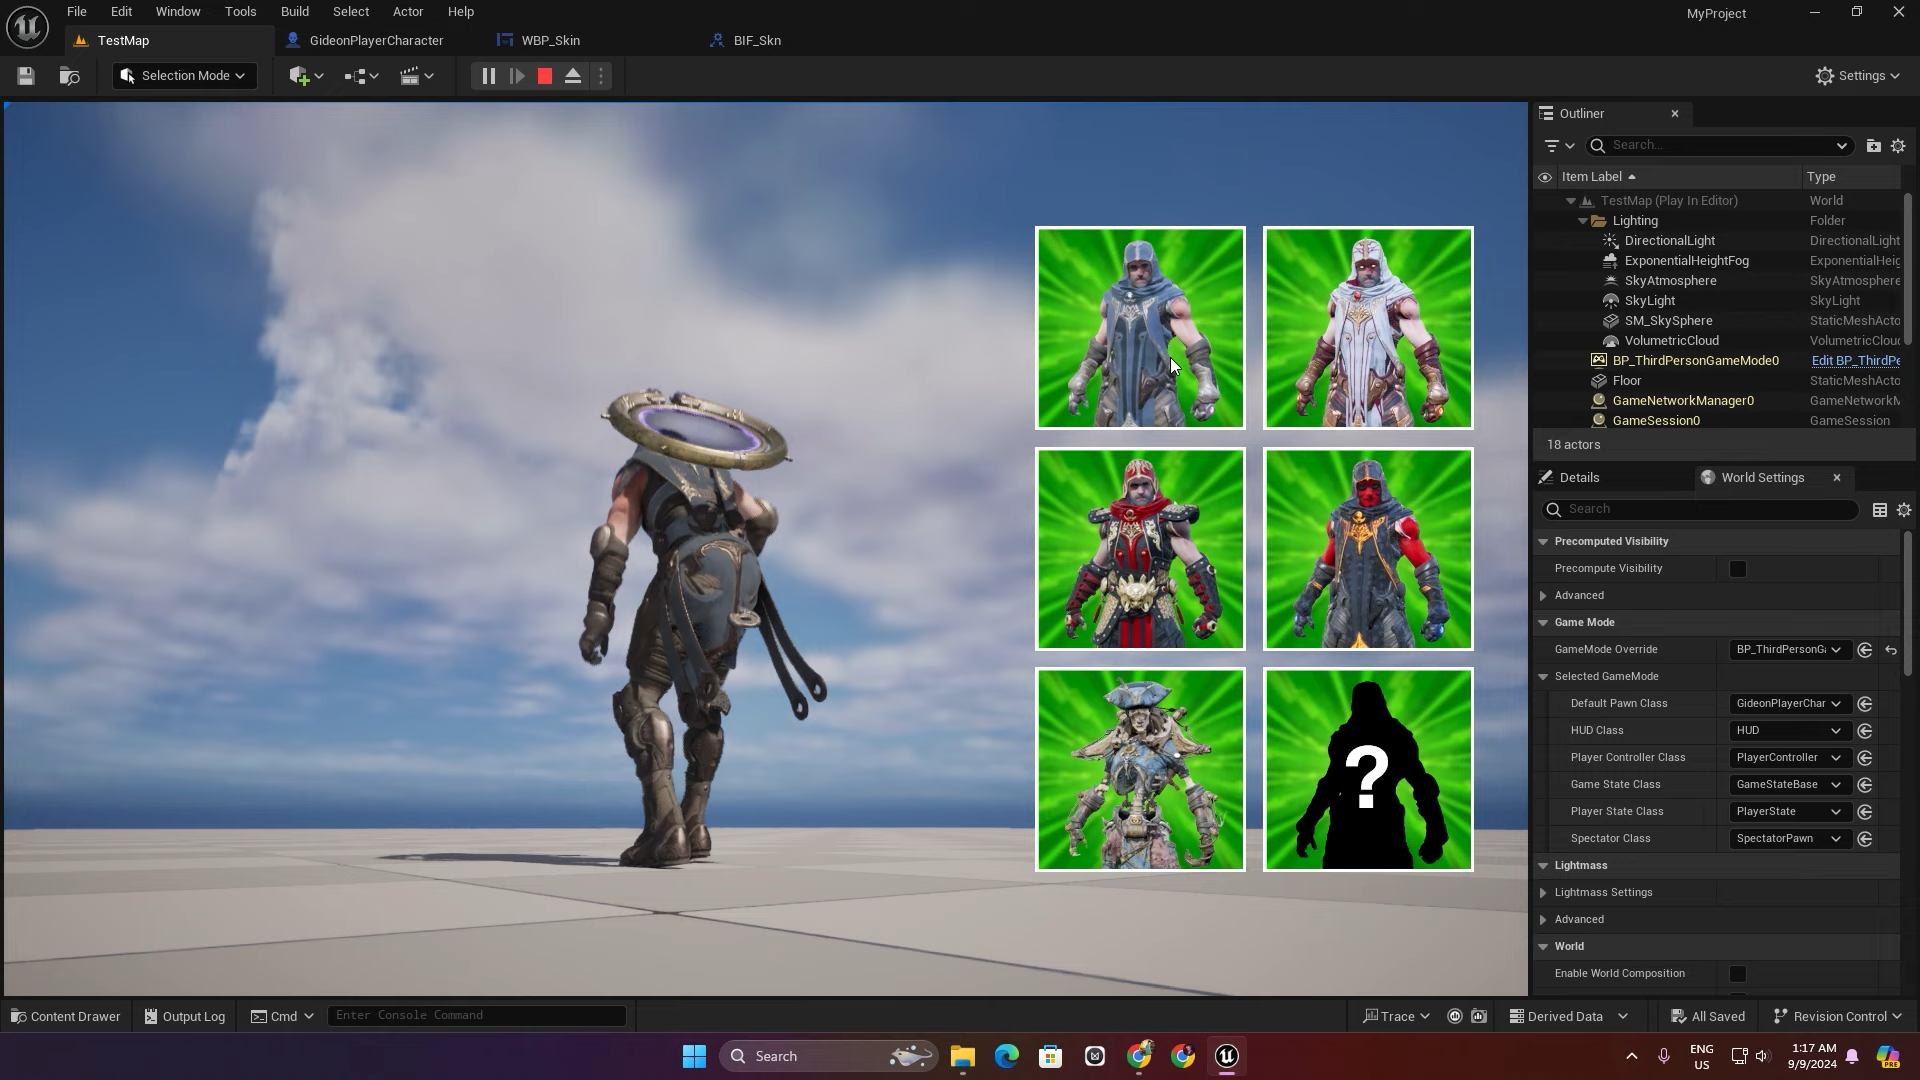 File Edit Window Tools Build Select Actor Help
MyProject
TestMap
GideonPlayerCharacter
WBP_Skin
BIF_Skn
Selection Mode
Settings
Outliner
Search...
Item Label
Type
TestMap (Play In Editor)
World
Lighting
Folder
DirectionalLight
DirectionalLight
ExponentialHeightFog
ExponentialHeig
SkyAtmosphere
SkyAtmosphere
SkyLight
SkyLight
SM_SkySphere
StaticMeshActo
VolumetricCloud
VolumetricClou
BP_ThirdPersonGameMode0
Edit BP_ThirdPe
Floor
StaticMeshActo
GameNetworkManager0
GameNetworkM
GameSession0
GameSession
18 actors
Details
World Settings
Search
Precomputed Visibility
Precompute Visibility
Advanced
Game Mode
GameMode Override
BP_ThirdPersonG
Selected GameMode
Default Pawn Class
GideonPlayerChar
HUD Class
HUD
Player Controller Class
PlayerController
Game State Class
GameStateBase
Player State Class
PlayerState
Spectator Class
SpectatorPawn
Lightmass
Lightmass Settings
Advanced
World
Enable World Composition
?
Content Drawer
Output Log
Cmd
Enter Console Command
Trace
Derived Data
All Saved
Revision Control
Search
ENG
US
1:17 AM
9/9/2024
PRE